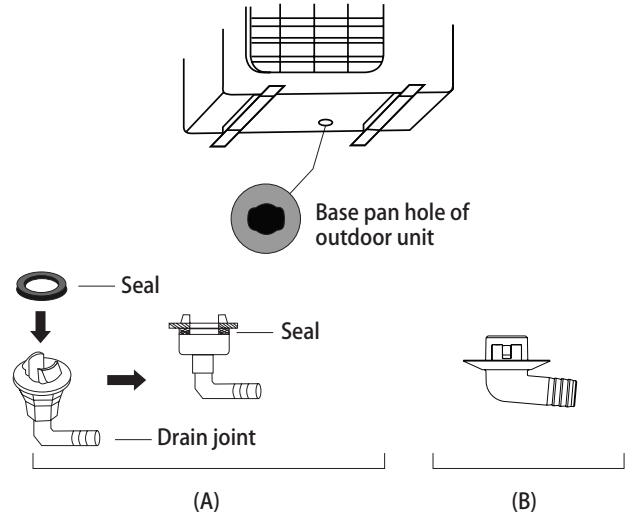 Base pan hole of
outdoor unit
Seal
Seal
Drain joint
(A)
(B)